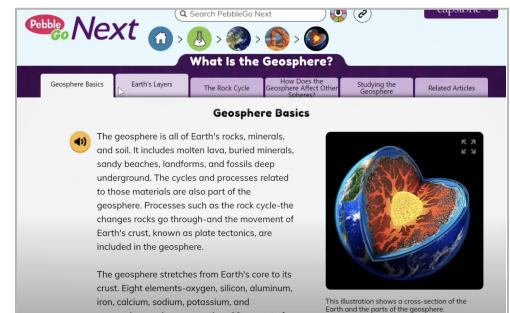 Pebble Go Next
Search PebbleGo Next
capstone
What Is the Geosphere?
Geosphere Basics
Earth's Layers
The Rock Cycle
How Does the
Geosphere Affect Other
Spheres?
Studying the
Geosphere
Related Articles
Geosphere Basics
The geosphere is all of Earth's rocks, minerals,
and soil. It includes molten lava, buried minerals,
sandy beaches, landforms, and fossils deep
underground. The cycles and processes related
to those materials are also part of the
geosphere. Processes such as the rock cycle-the
changes rocks go through-and the movement of
Earth's crust, known as plate tectonics, are
included in the geosphere.
The geosphere stretches from Earth's core to its
crust. Eight elements-oxygen, silicon, aluminum,
iron, calcium, sodium, potassium, and
This illustration shows a cross-section of the
Earth and the parts of the geosphere.